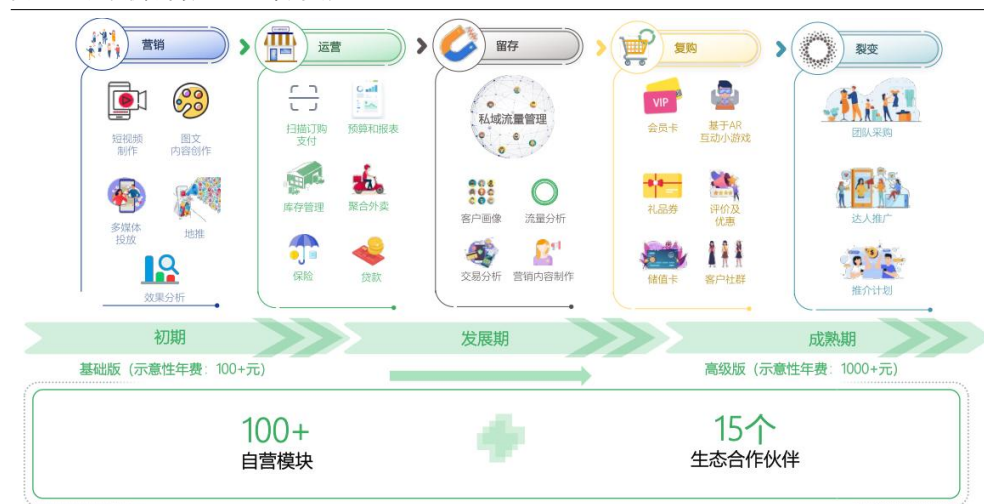 营销
运营
留存
复购
裂变
短视频
制作
图文
内容创作
多媒体
投放
地推
效果分析
扫描订购
支付
预算和报表
库存管理
聚合外卖
保险
贷款
私域流量管理
客户画像
流量分析
交易分析
营销内容制作
VIP
会员卡
基于AR
互动小游戏
礼品券
评价及
优惠
储值卡
客户社群
团队采购
达人推广
推介计划
初期
发展期
成熟期
基础版（示意性年费：100+元）
高级版（示意性年费：1000+元）
100+
自营模块
15个
生态合作伙伴